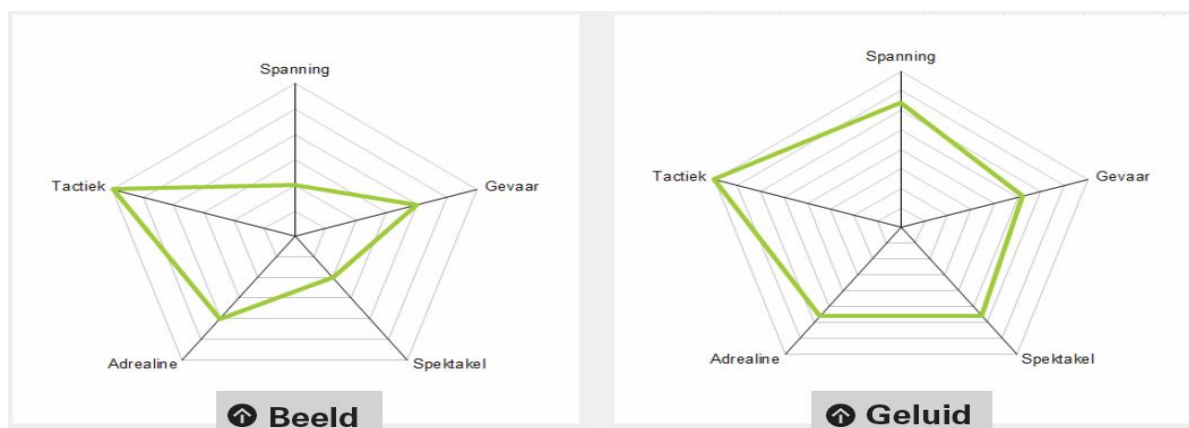 Spanning
Gevaar
Spektakel
Adrealine
Tactiek
Beeld
Spanning
Gevaar
Spektakel
Adrealine
Tactiek
Geluid